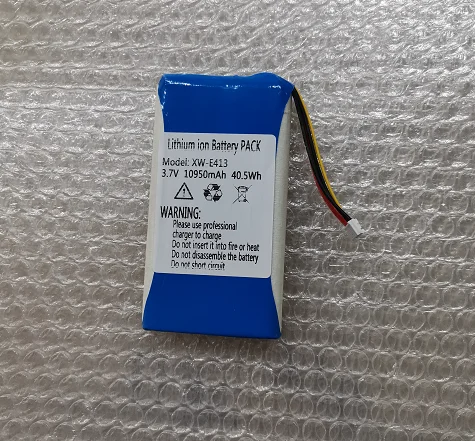 Lithium ion Battery PACK
Model: XW-E413
3.7V 10950mAh 40.5Wh
WARNING:
Please use professional
charger to charge
Do not insert it into fire or heat
Do not disassemble the battery
Do not short circuit